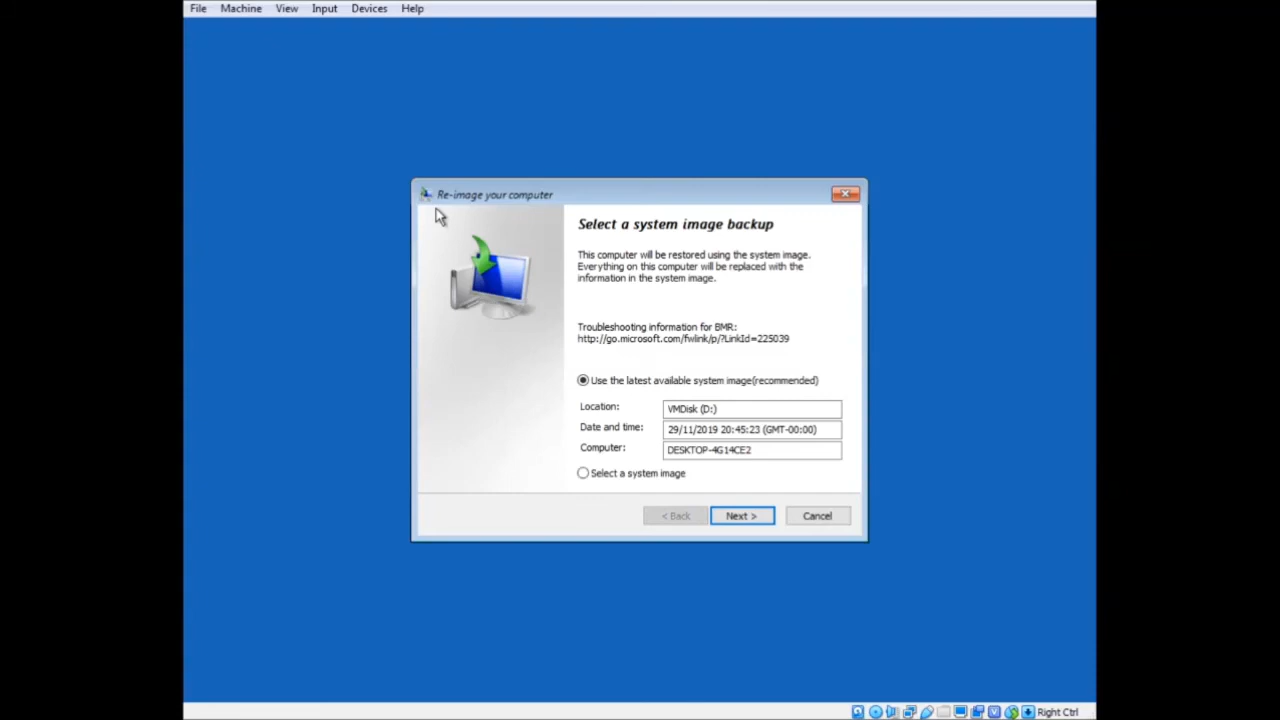 File Machine View Input Devices Help
Re-image your computer
Select a system image backup
This computer will be restored using the system image.
Everything on this computer will be replaced with the
information in the system image.
Troubleshooting information for BMR:
http://go.microsoft.com/fwlink/p/?LinkId=225039
Use the latest available system image(recommended)
Location: VMDisk (D:)
Date and time: 29/11/2019 20:45:23 (GMT-00:00)
Computer: DESKTOP-4G14CE2
Select a system image
< Back Next > Cancel
Right Ctrl